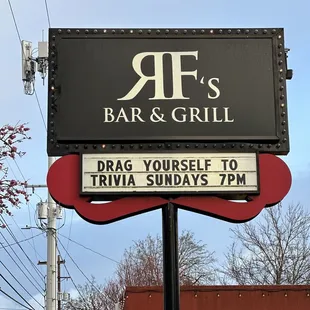 RF's
BAR & GRILL
DRAG YOURSELF TO
TRIVIA SUNDAYS 7PM